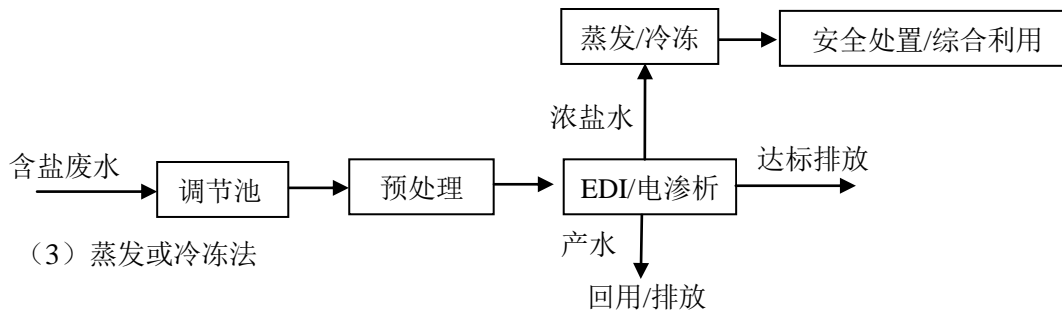 蒸发/冷冻
安全处置/综合利用
浓盐水
含盐废水
达标排放
调节池
预处理
EDI/电渗析
(3)蒸发或冷冻法
产水
回用/排放